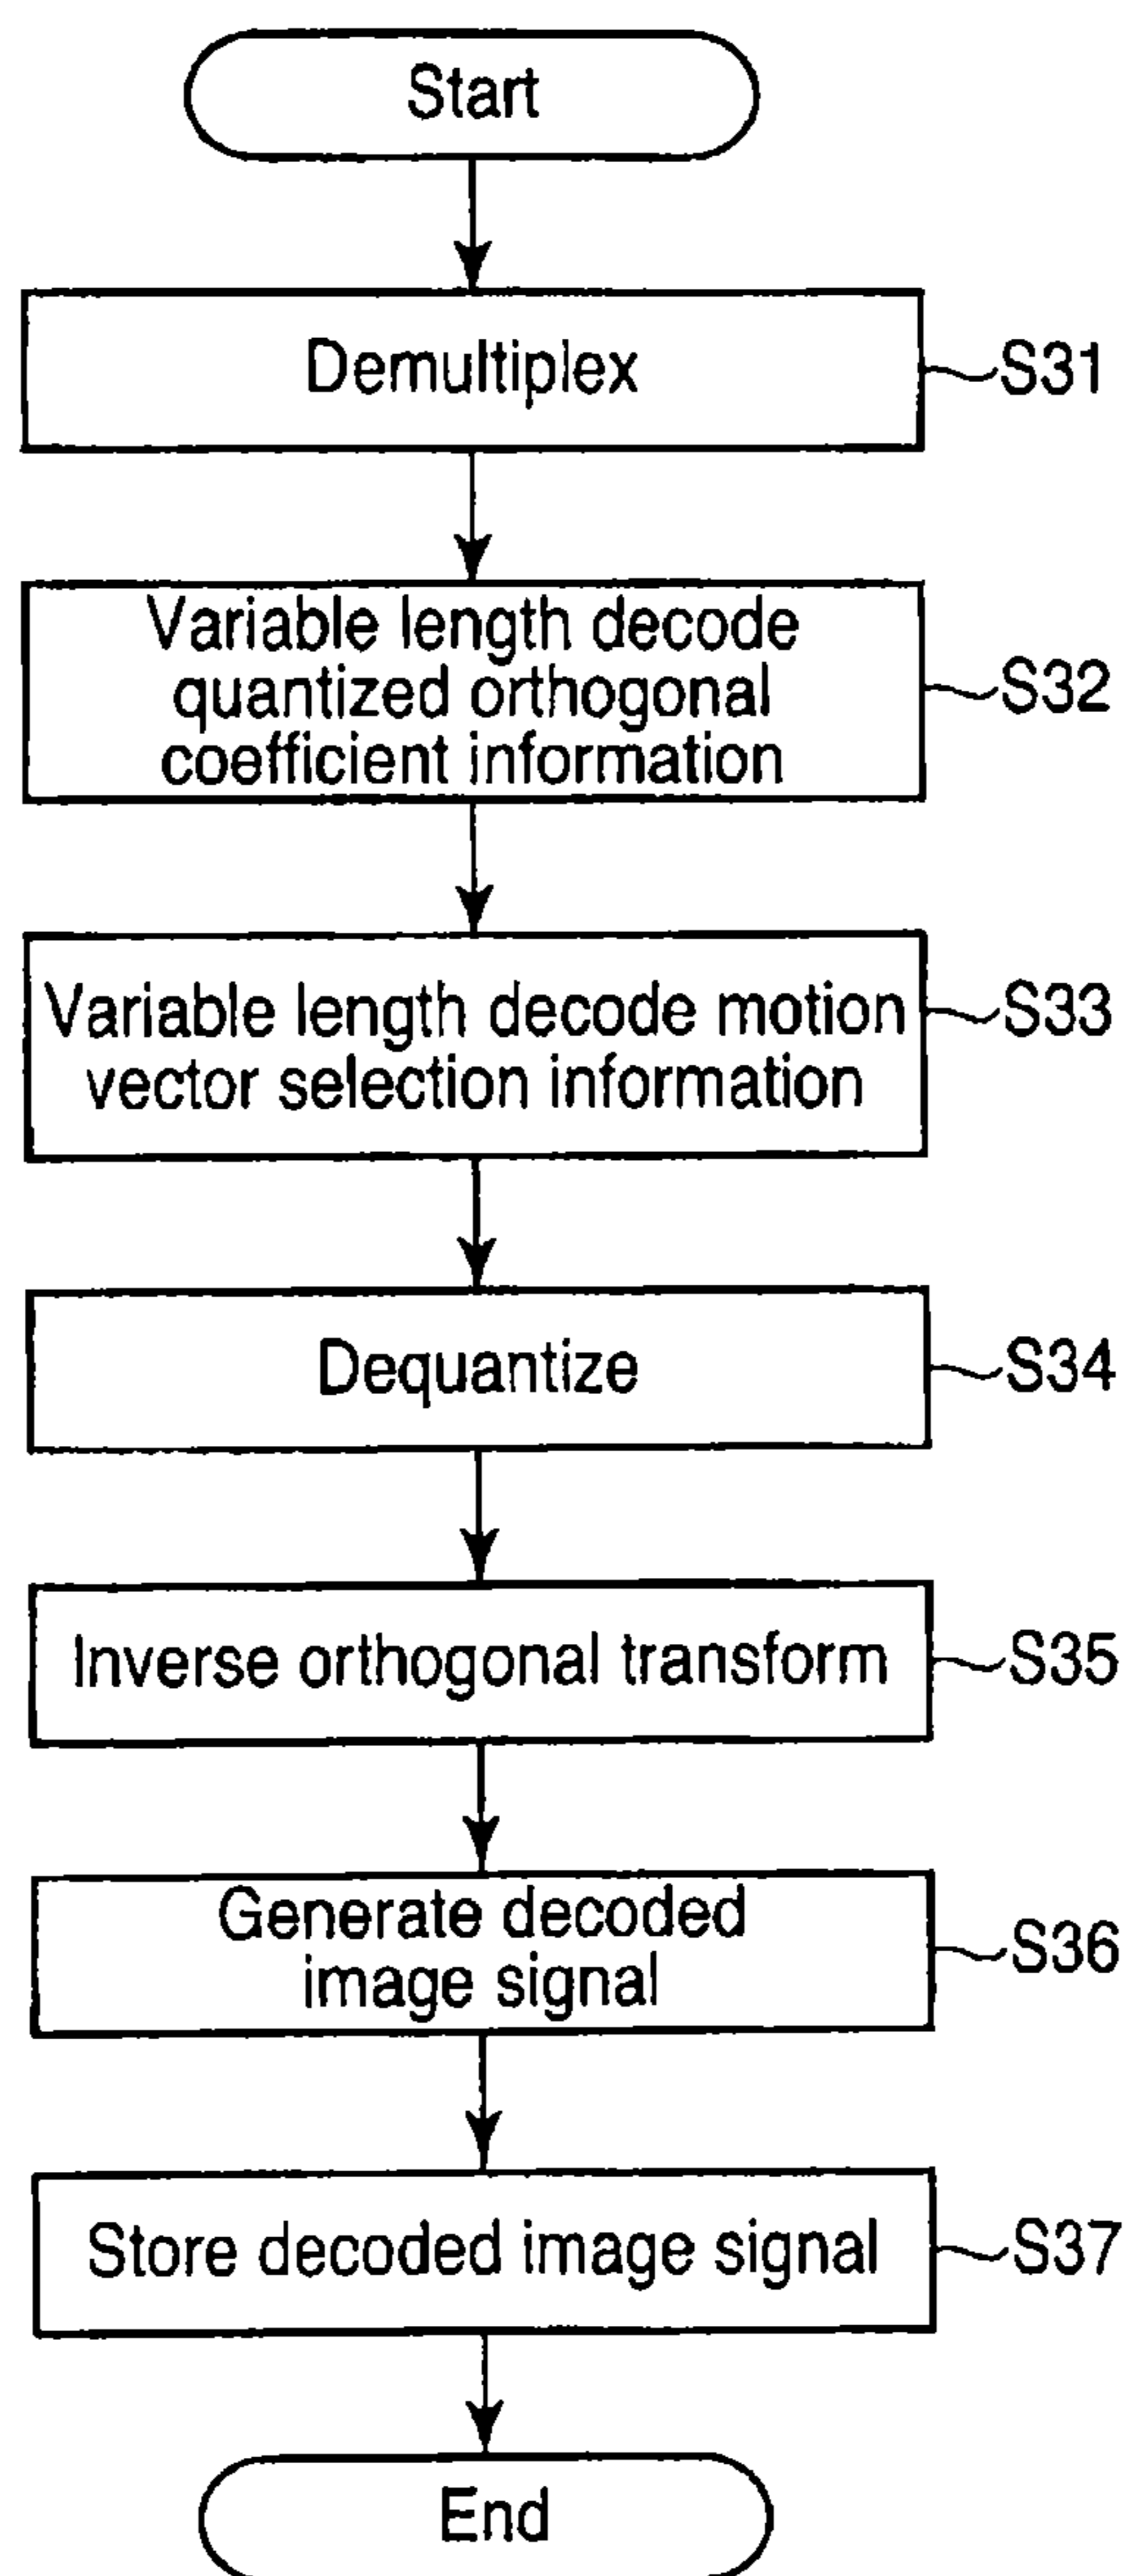 Start
Demultiplex
S31
Variable length decode
quantized orthogonal
coefficient information
S32
Variable length decode motion
vector selection information
S33
Dequantize
S34
Inverse orthogonal transform
S35
Generate decoded
image signal
S36
Store decoded image signal
S37
End